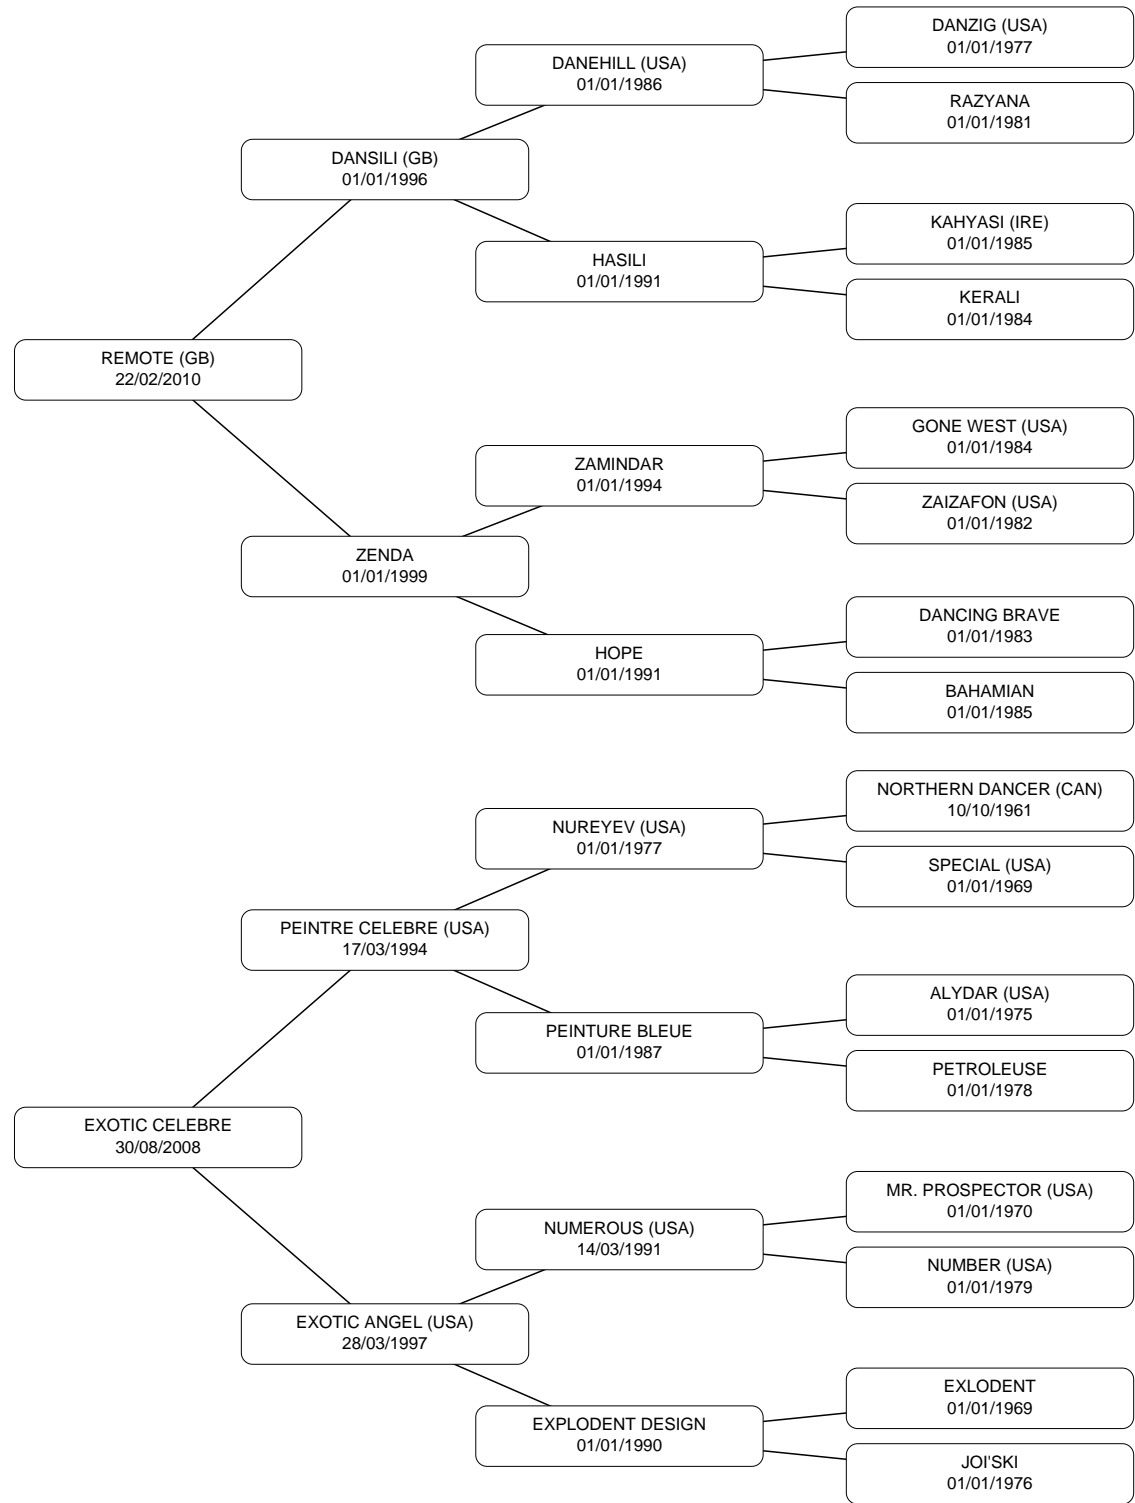 DANZIG (USA)
01/01/1977
DANEHILL (USA)
01/01/1986
RAZYANA
01/01/1981
DANSILI (GB)
01/01/1996
KAHYASI (IRE)
01/01/1985
HASILI
01/01/1991
KERALI
01/01/1984
REMOTE (GB)
22/02/2010
GONE WEST (USA)
01/01/1984
ZAMINDAR
01/01/1994
ZAIZAFON (USA)
01/01/1982
ZENDA
01/01/1999
DANCING BRAVE
01/01/1983
HOPE
01/01/1991
BAHAMIAN
01/01/1985
NORTHERN DANCER (CAN)
10/10/1961
NUREYEV (USA)
01/01/1977
SPECIAL (USA)
01/01/1969
PEINTRE CELEBRE (USA)
17/03/1994
ALYDAR (USA)
01/01/1975
PEINTURE BLEUE
01/01/1987
PETROLEUSE
01/01/1978
EXOTIC CELEBRE
30/08/2008
MR. PROSPECTOR (USA)
01/01/1970
NUMEROUS (USA)
14/03/1991
NUMBER (USA)
01/01/1979
EXOTIC ANGEL (USA)
28/03/1997
EXLODENT
01/01/1969
EXPLODENT DESIGN
01/01/1990
JOI'SKI
01/01/1976